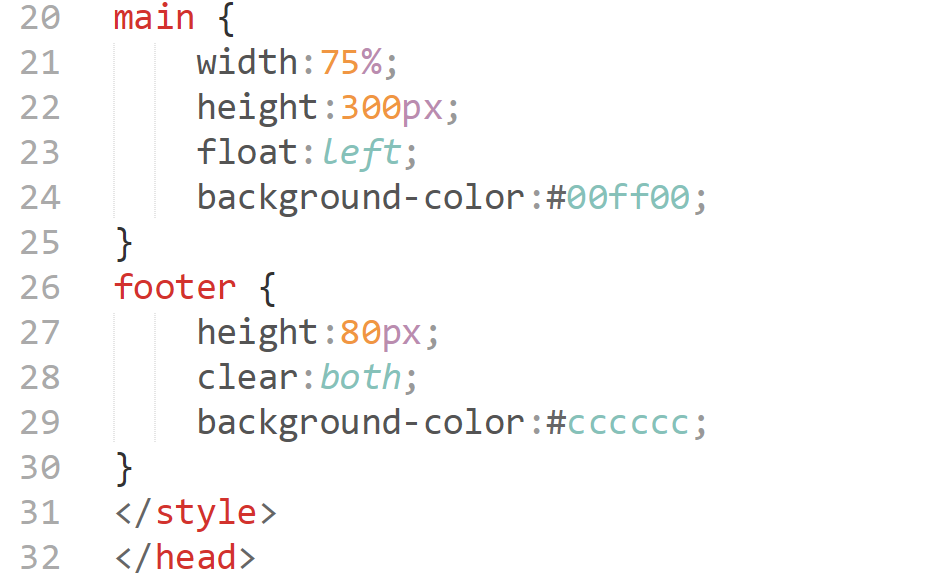 20 main {
21 width:75%;
22 height:300px;
23 float:left;
24 background-color:#00ff00;
25 }
26 footer {
27 height:80px;
28 clear:both;
29 background-color:#cccccc;
30 }
31 </style>
32 </head>